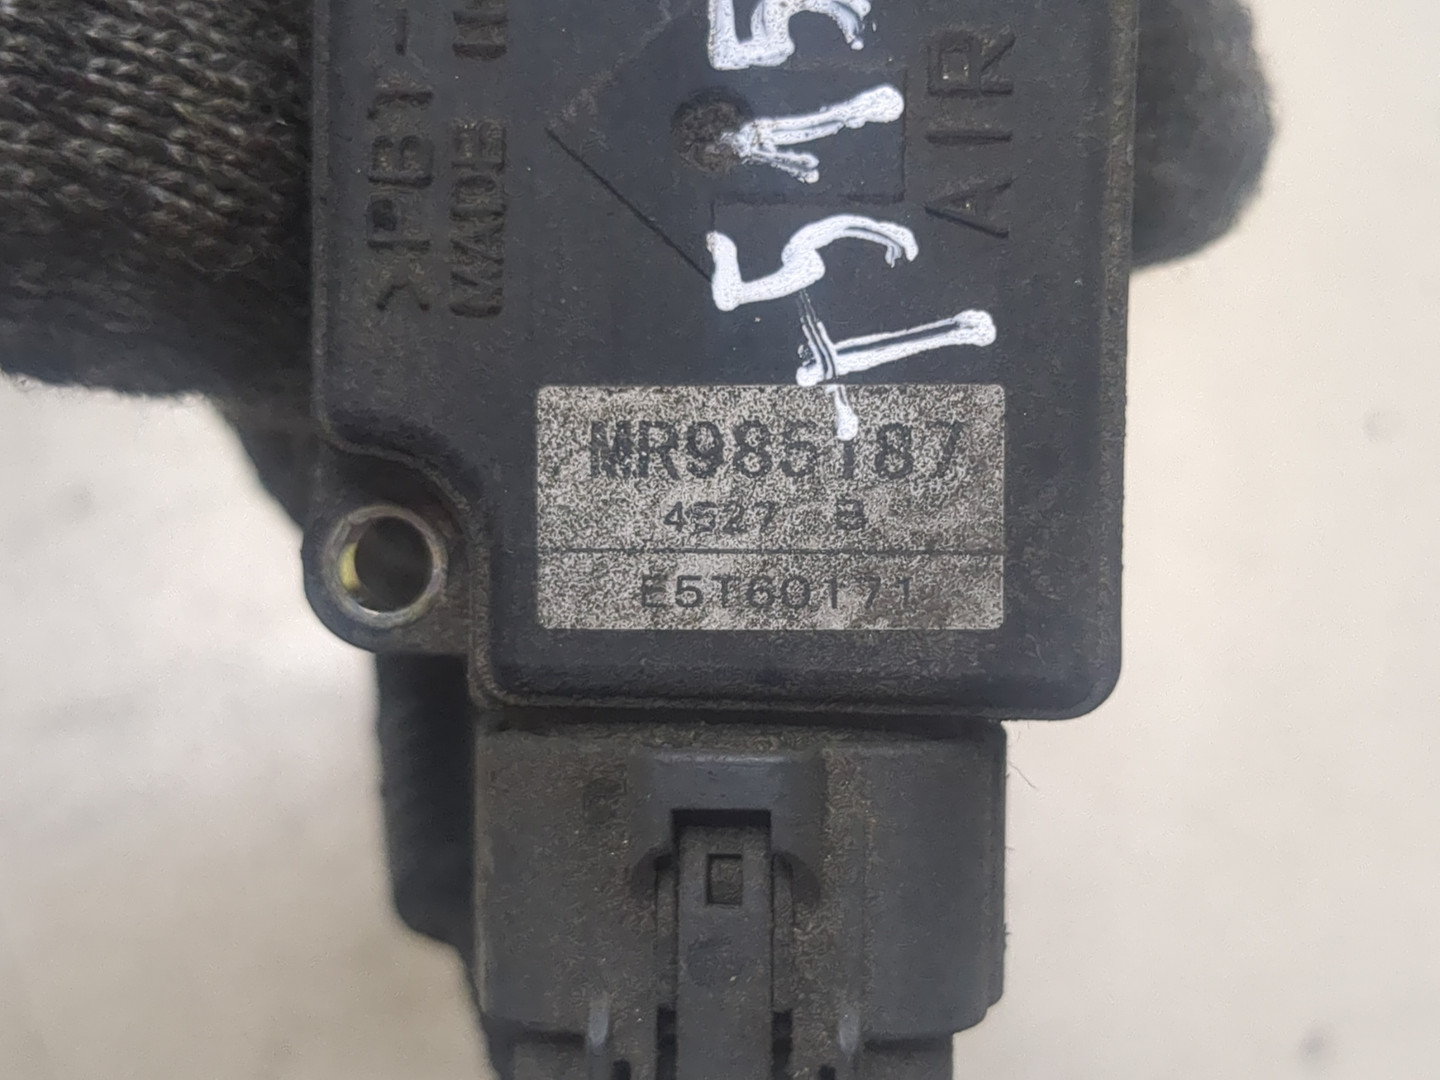 MR985187
4527 B
E5T60171
AIR
>PBT-
MADE IN